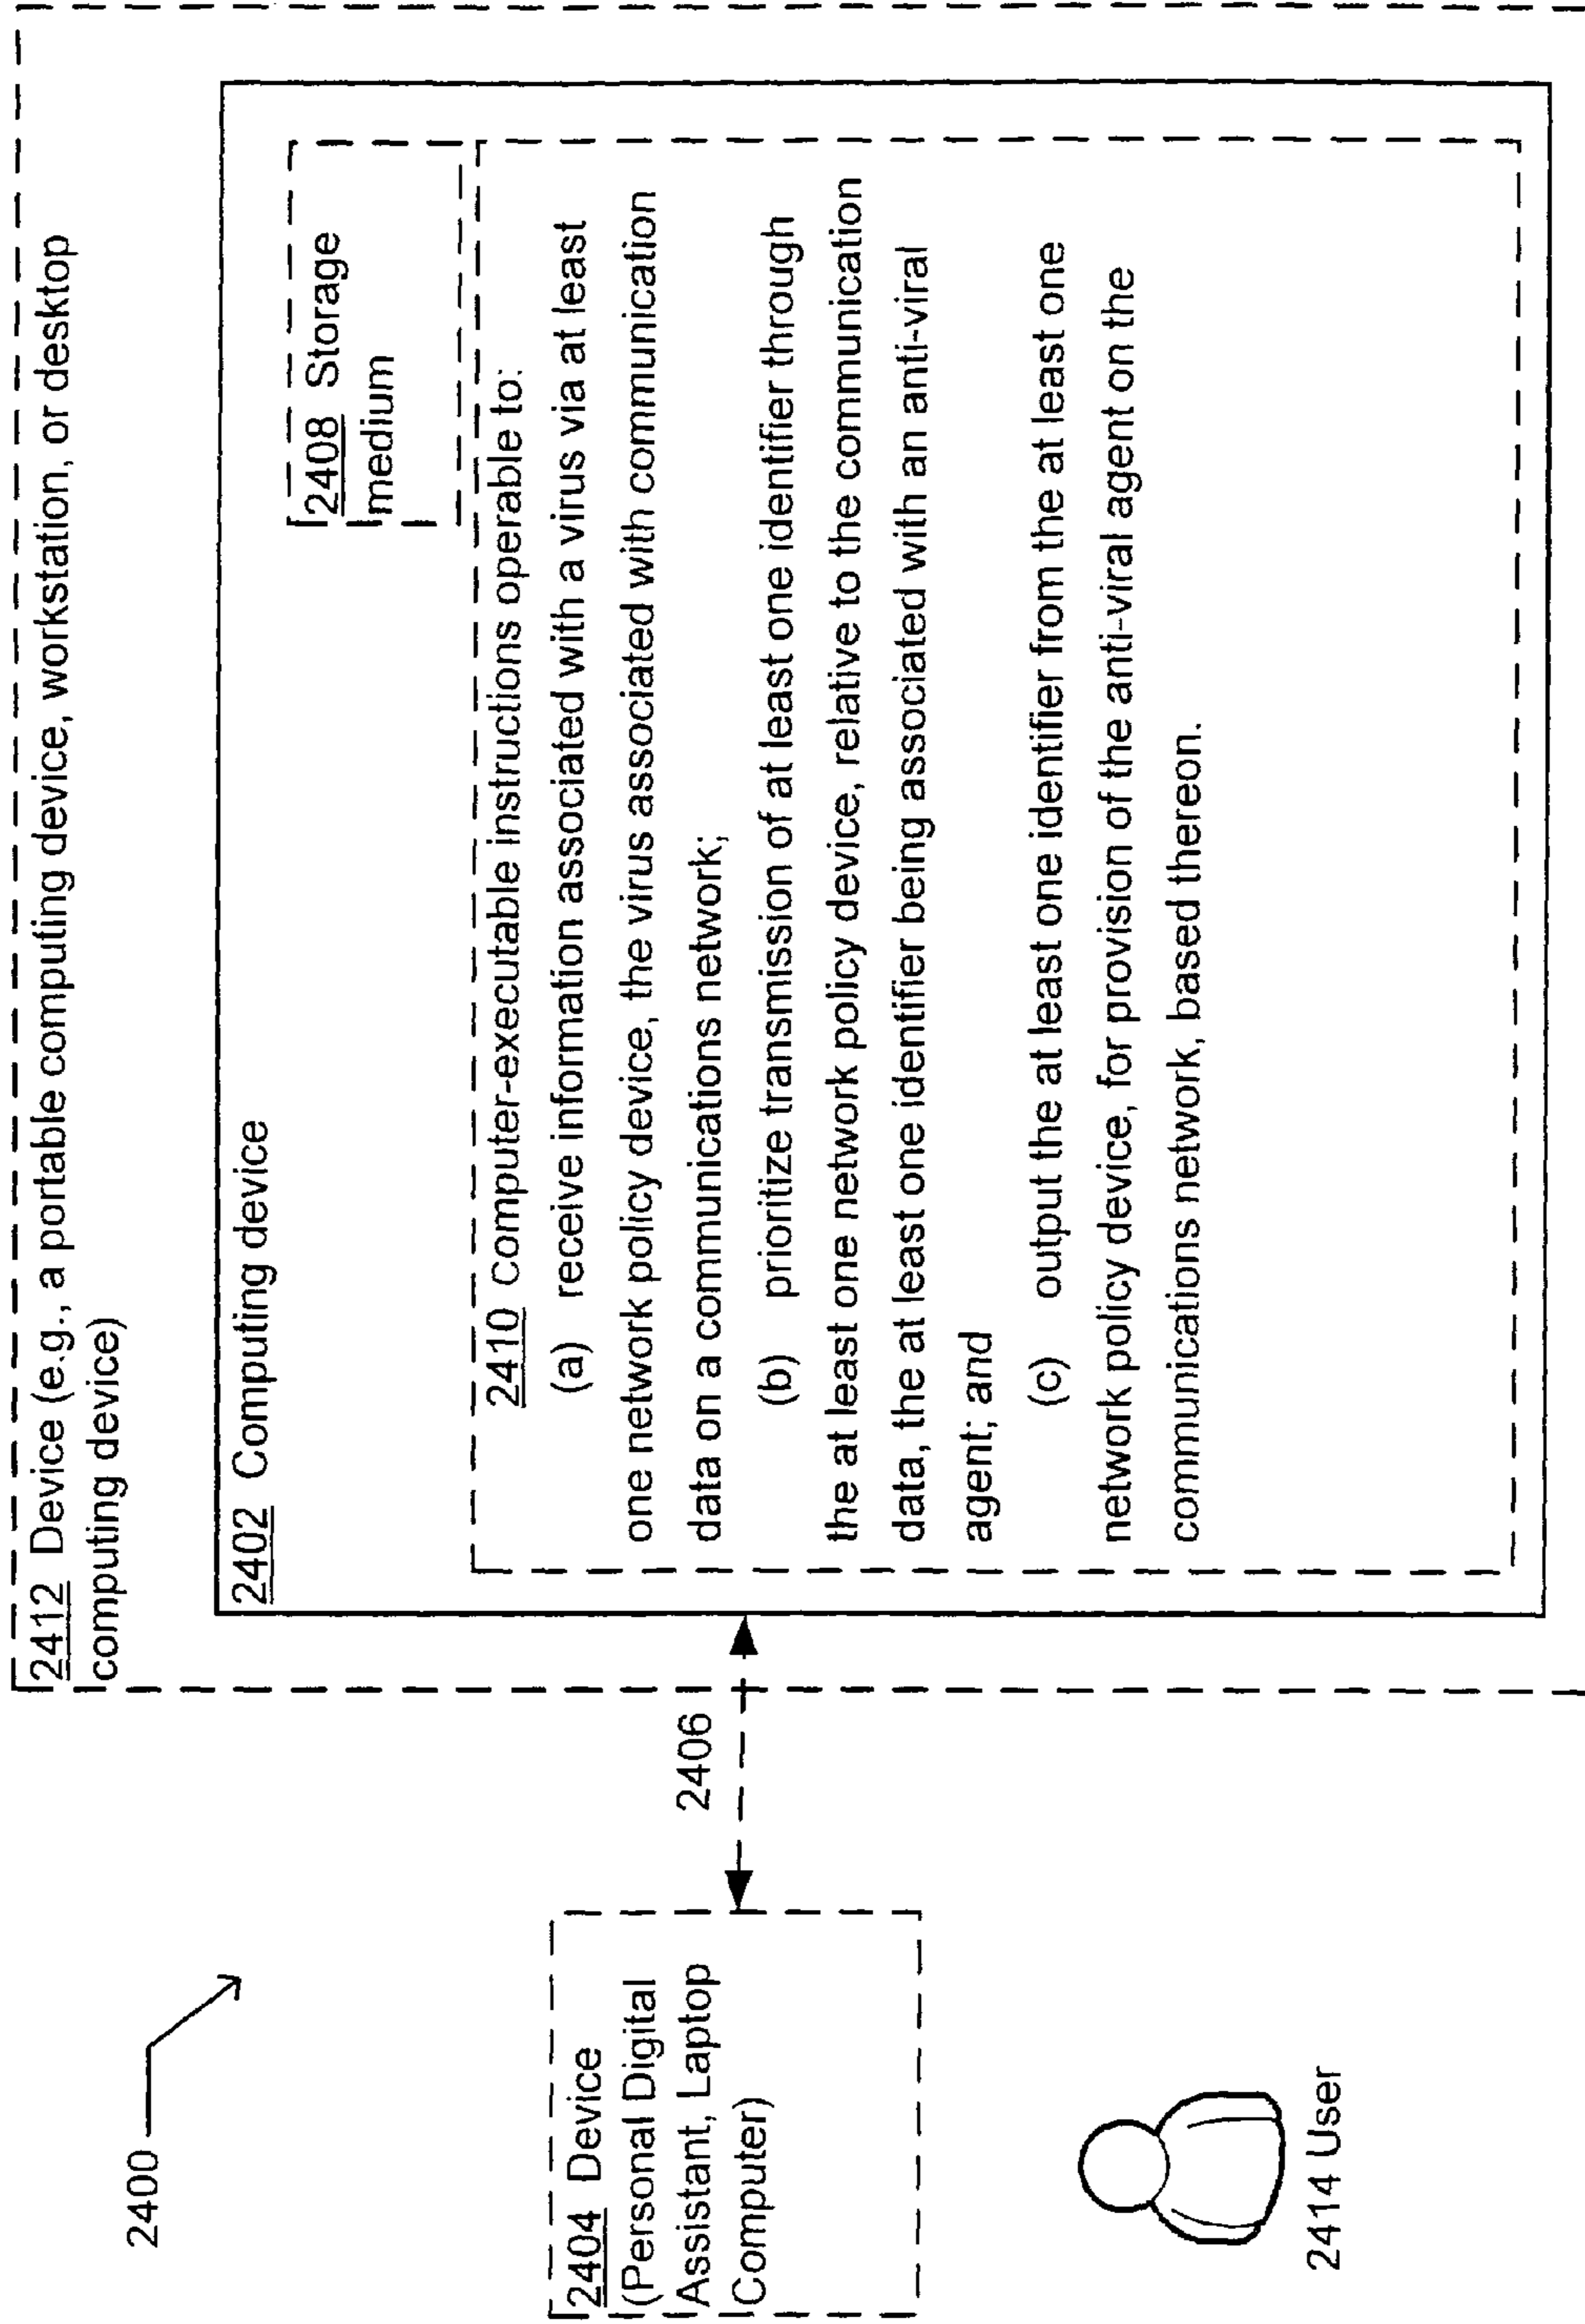 2400
2412 Device (e.g., a portable computing device, workstation, or desktop
computing device)
2402 Computing device
2408 Storage
medium
2410 Computer-executable instructions operable to:
(a) receive information associated with a virus via at least
one network policy device, the virus associated with communication
data on a communications network;
(b) prioritize transmission of at least one identifier through
the at least one network policy device, relative to the communication
data, the at least one identifier being associated with an anti-viral
agent; and
(c) output the at least one identifier from the at least one
network policy device, for provision of the anti-viral agent on the
communications network, based thereon.
2406
2404 Device
(Personal Digital
Assistant, Laptop
Computer)
2414 User